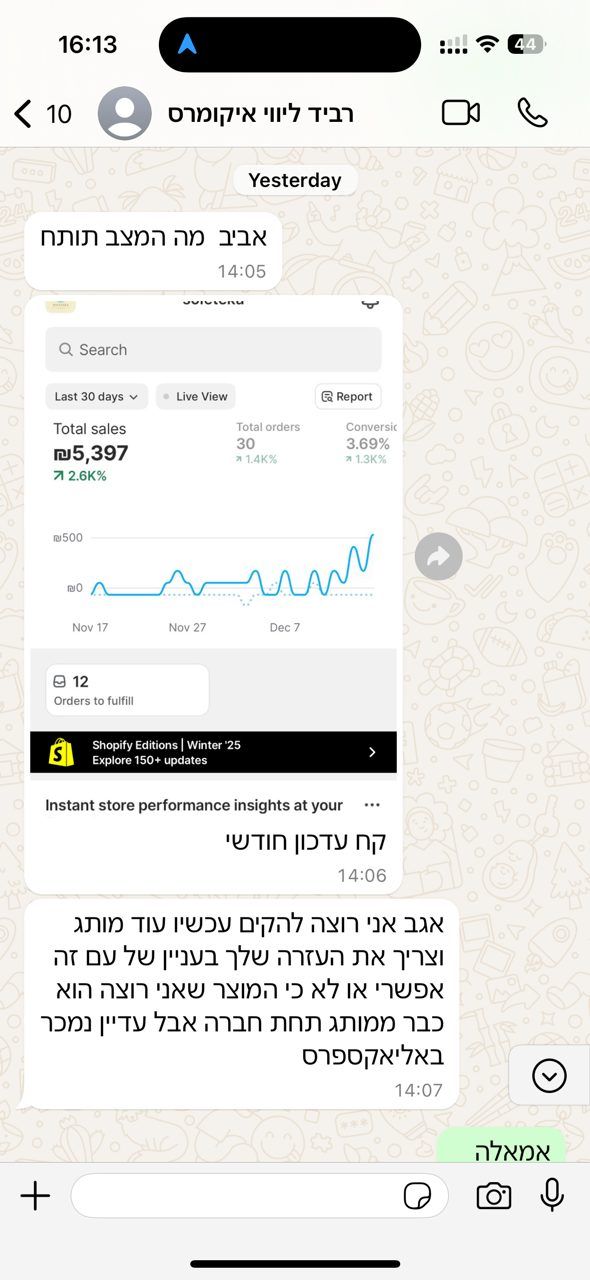 16:13
44
10
רביד ליווי איקומרס
Yesterday
אביב מה המצב תותח
14:05
Search
Last 30 days
Live View
Report
Total sales
₪5,397
2.6K%
Total orders
30
1.4K%
3.69%
1.3K%
₪500
₪0
Nov 17
Nov 27
Dec 7
12
Orders to fulfill
Shopify Editions | Winter '25
Explore 150+ updates
Instant store performance insights at your
קח עדכון חודשי
14:06
אגב אני רוצה להקים עכשיו עוד מותג
וצריך את העזרה שלך בעניין של עם זה
אפשרי או לא כי המוצר שאני רוצה הוא
כבר ממותג תחת חברה אבל עדיין נמכר
באליאקספרס
14:07
אמאלה